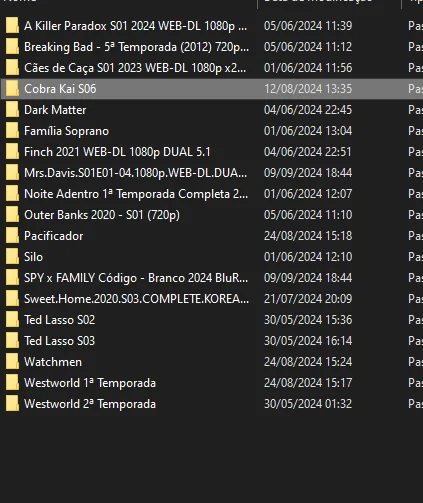 A Killer Paradox S01 2024 WEB-DL 1080p ... 05/06/2024 11:39 Pas
Breaking Bad - 5ª Temporada (2012) 720p... 05/06/2024 11:12 Pas
Cães de Caça S01 2023 WEB-DL 1080p x2... 01/06/2024 11:56 Pas
Cobra Kai S06 12/08/2024 13:35 Pas
Dark Matter 04/06/2024 22:45 Pas
Família Soprano 01/06/2024 13:04 Pas
Finch 2021 WEB-DL 1080p DUAL 5.1 04/06/2024 22:51 Pas
Mrs.Davis.S01E01-04.1080p.WEB-DL.DUA... 09/09/2024 18:44 Pas
Noite Adentro 1ª Temporada Completa 2... 01/06/2024 12:07 Pas
Outer Banks 2020 - S01 (720p) 05/06/2024 11:10 Pas
Pacificador 24/08/2024 15:18 Pas
Silo 01/06/2024 12:10 Pas
SPY x FAMILY Código - Branco 2024 BluR... 09/09/2024 18:44 Pas
Sweet.Home.2020.S03.COMPLETE.KOREA... 21/07/2024 20:09 Pas
Ted Lasso S02 30/05/2024 15:36 Pas
Ted Lasso S03 30/05/2024 16:14 Pas
Watchmen 24/08/2024 15:24 Pas
Westworld 1ª Temporada 24/08/2024 15:17 Pas
Westworld 2ª Temporada 30/05/2024 01:32 Pas